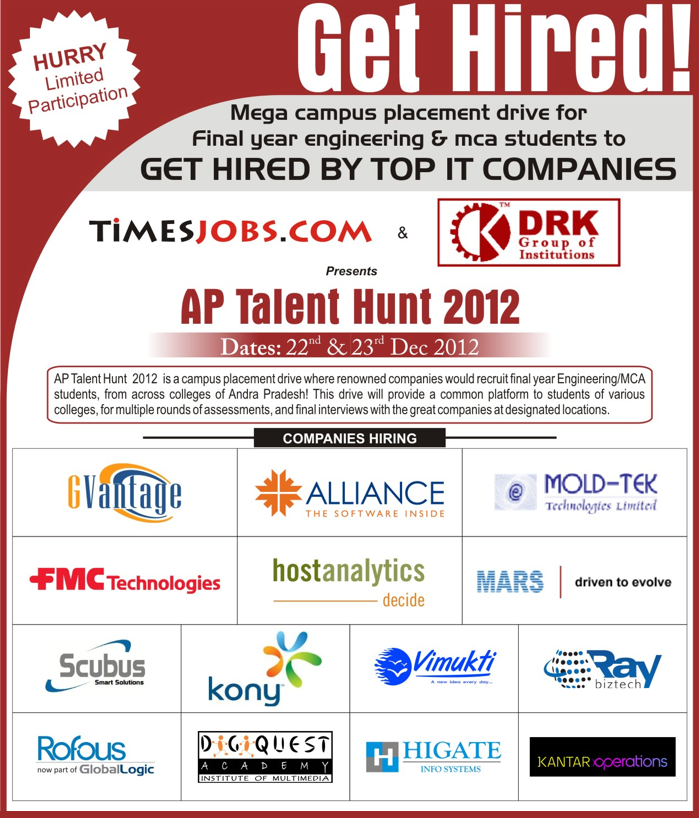 HURRY
Limited
Participation
Get Hired!
Mega campus placement drive for
Final year engineering & mca students to
GET HIRED BY TOP IT COMPANIES
TiMESJOBS.COM & DRK
TM
Group of
Institutions
Presents
AP Talent Hunt 2012
Dates: 22nd & 23rd Dec 2012
AP Talent Hunt 2012 is a campus placement drive where renowned companies would recruit final year Engineering/MCA
students, from across colleges of Andra Pradesh! This drive will provide a common platform to students of various
colleges, for multiple rounds of assessments, and final interviews with the great companies at designated locations.
COMPANIES HIRING
GVantage
ALLIANCE
THE SOFTWARE INSIDE
e MOLD-TEK
Technologies Limited
FMC Technologies
hostanalytics
decide
MARS driven to evolve
Scubus
Smart Solutions
kony™
Vimukti
A new idea every day...
Ray
biztech
Rofous
now part of GlobalLogic
DiGiQUEST
ACADEMY
INSTITUTE OF MULTIMEDIA
H HIGATE
INFO SYSTEMS
KANTAR operations